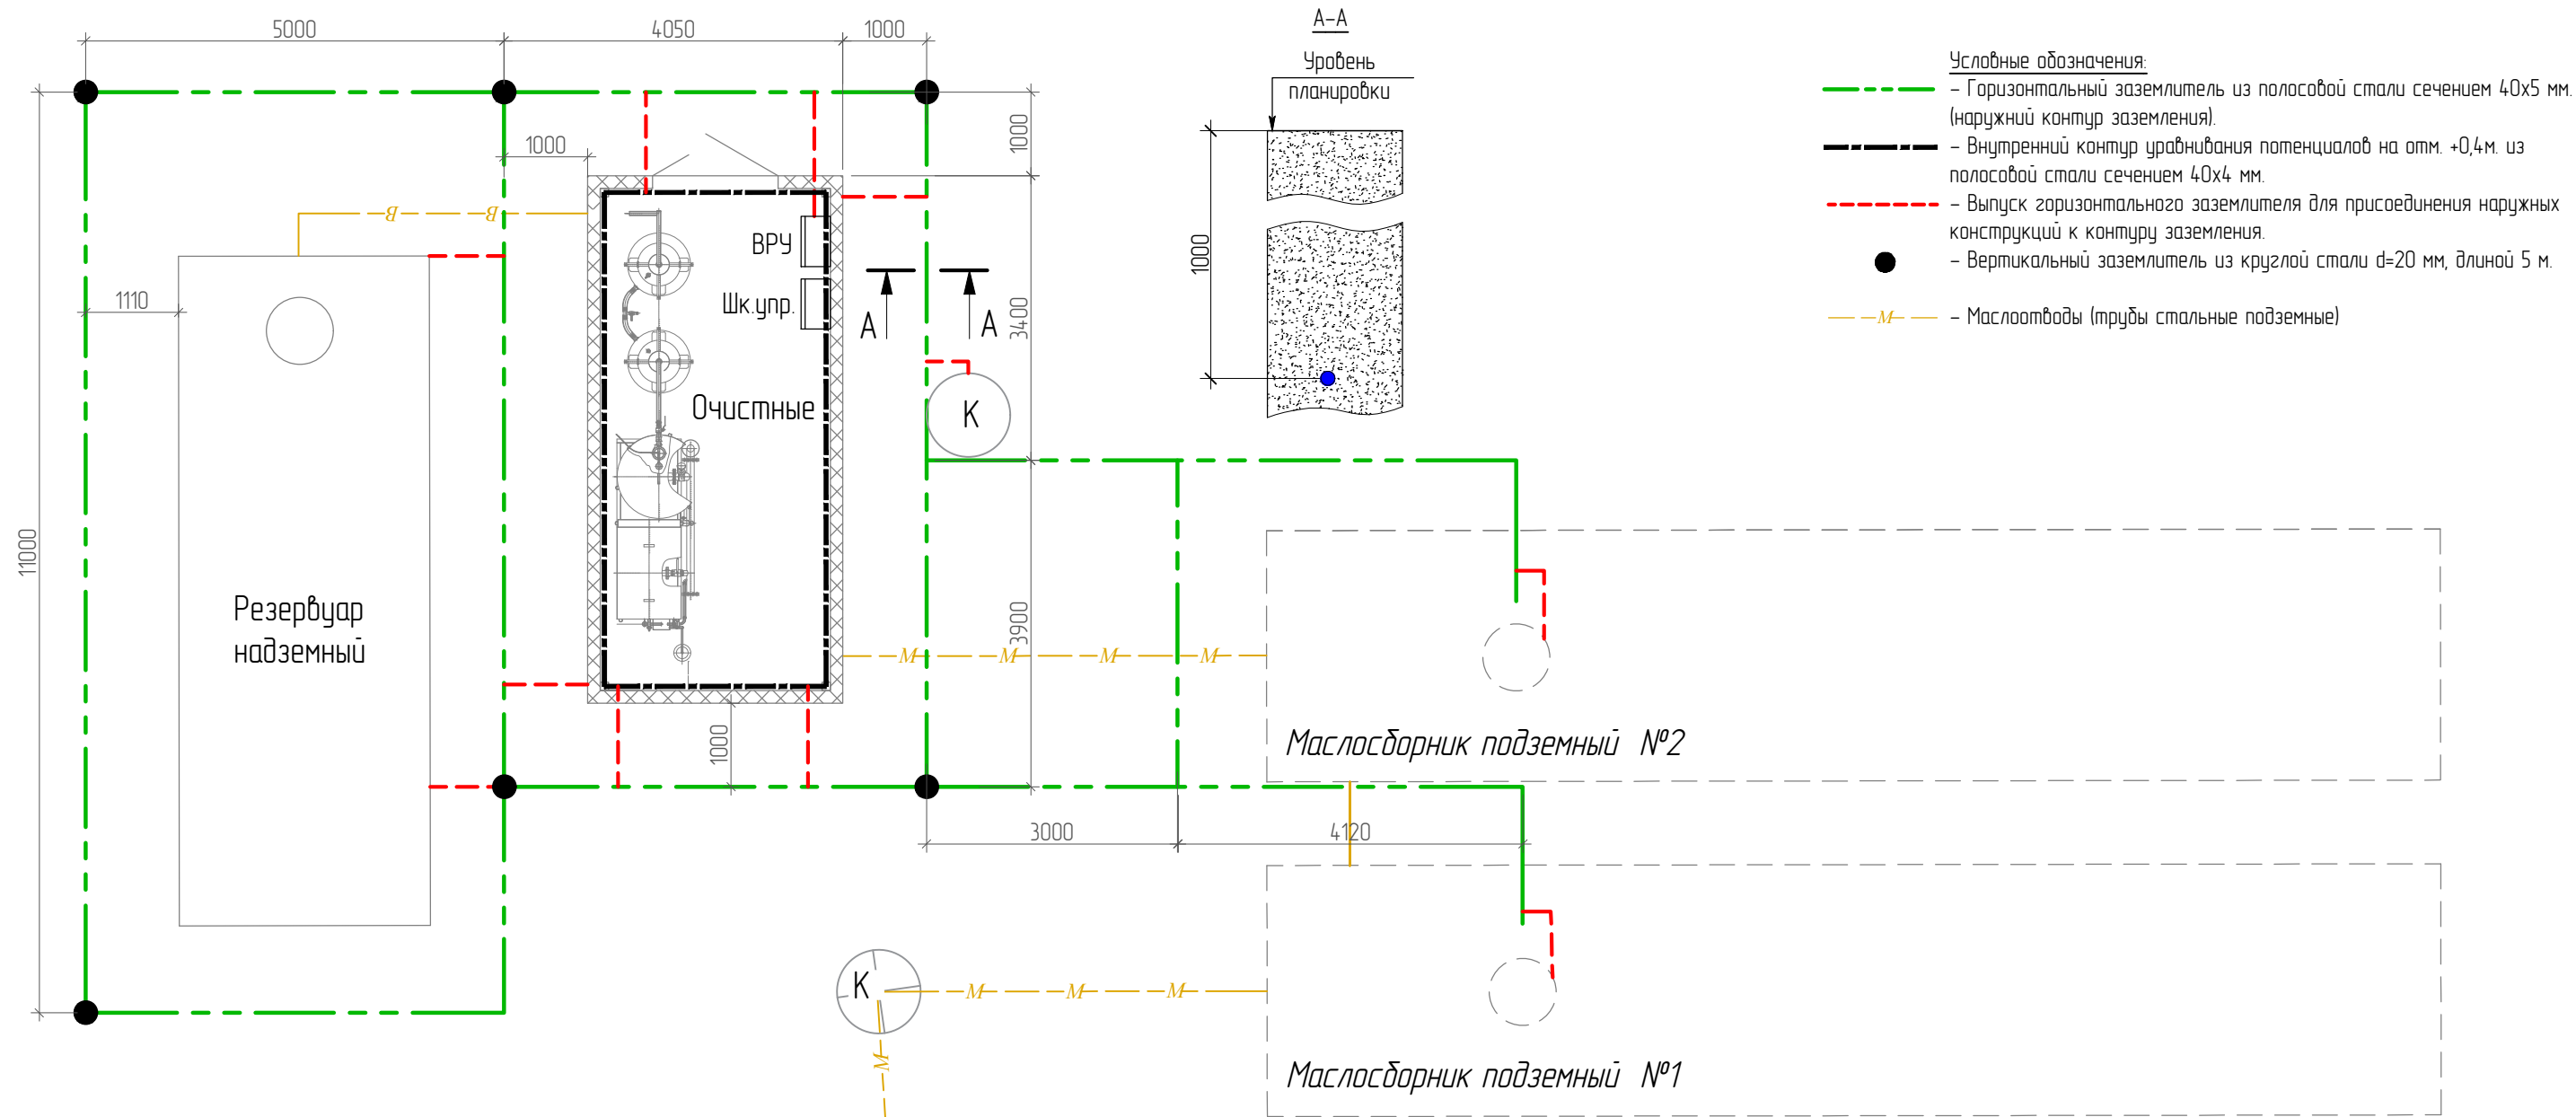 5000
4050
1000
А-А
Уровень
планировки
Условные обозначения:
- Горизонтальный заземлитель из полосовой стали сечением 40х5 мм.
(наружний контур заземления).
- Внутренний контур уравнивания потенциалов на отм. +0,4м. из
полосовой стали сечением 40х4 мм.
- Выпуск горизонтального заземлителя для присоединения наружных
конструкций к контуру заземления.
- Вертикальный заземлитель из круглой стали d=20 мм, длиной 5 м.
М
- Маслоотводы (трубы стальные подземные)
1000
1000
1000
В
В
ВРУ
Шк.упр.
А
А
3400
1110
К
Очистные
11000
Резервуар
надземный
3900
М
М
М
М
1000
Маслосборник подземный №2
3000
4120
К
М
М
М
М
Маслосборник подземный №1